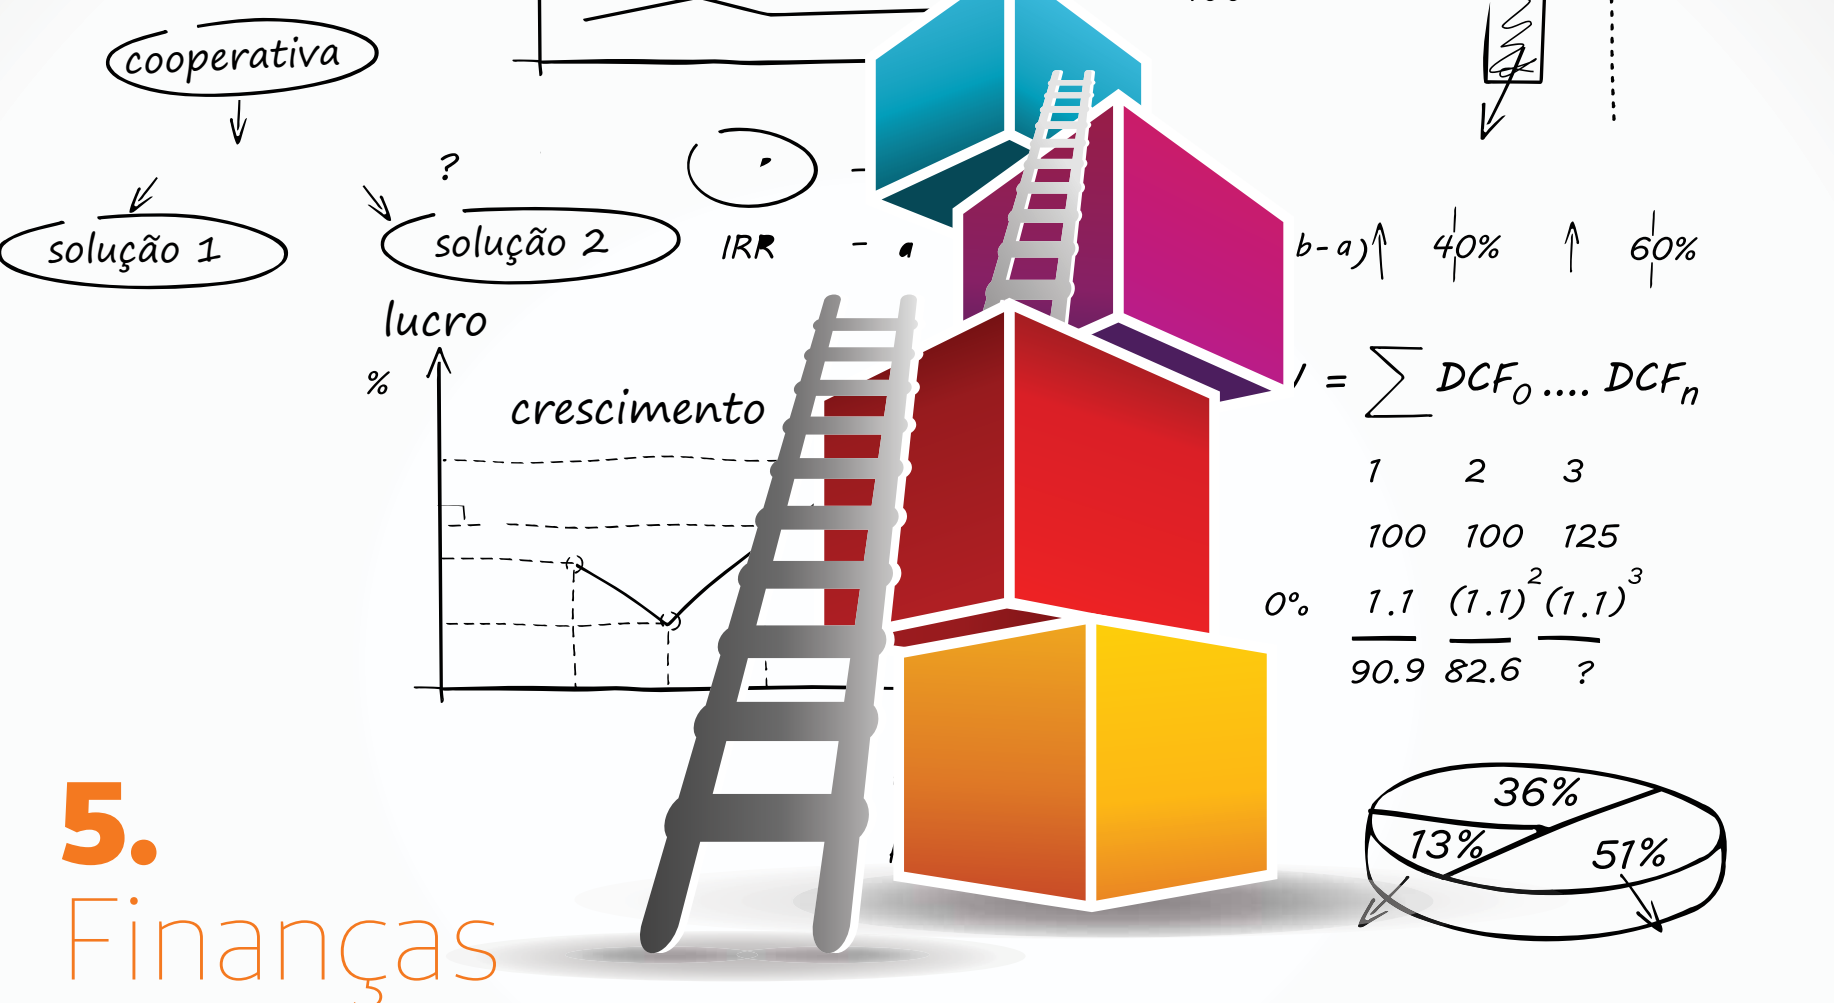 cooperativa
?
solução 1
solução 2
IRR - a
b-a) 40% 60%
lucro
%
crescimento
= ∑ DCF₀ .... DCFₙ
1 2 3
100 100 125
0% 1.1 (1.1)² (1.1)³
90.9 82.6 ?
36%
13%
51%
5.
Finanças